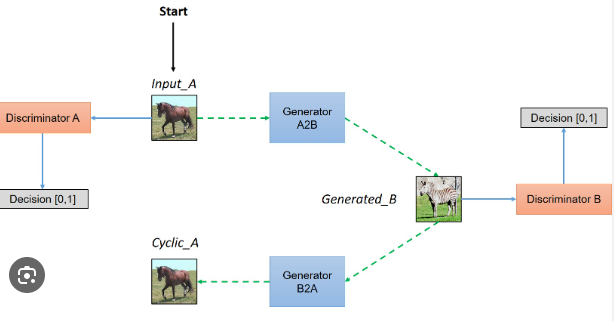 Start
Input_A
Discriminator A
Generator
A2B
Decision [0,1]
Decision [0,1]
Generated_B
Discriminator B
Cyclic_A
Generator
B2A